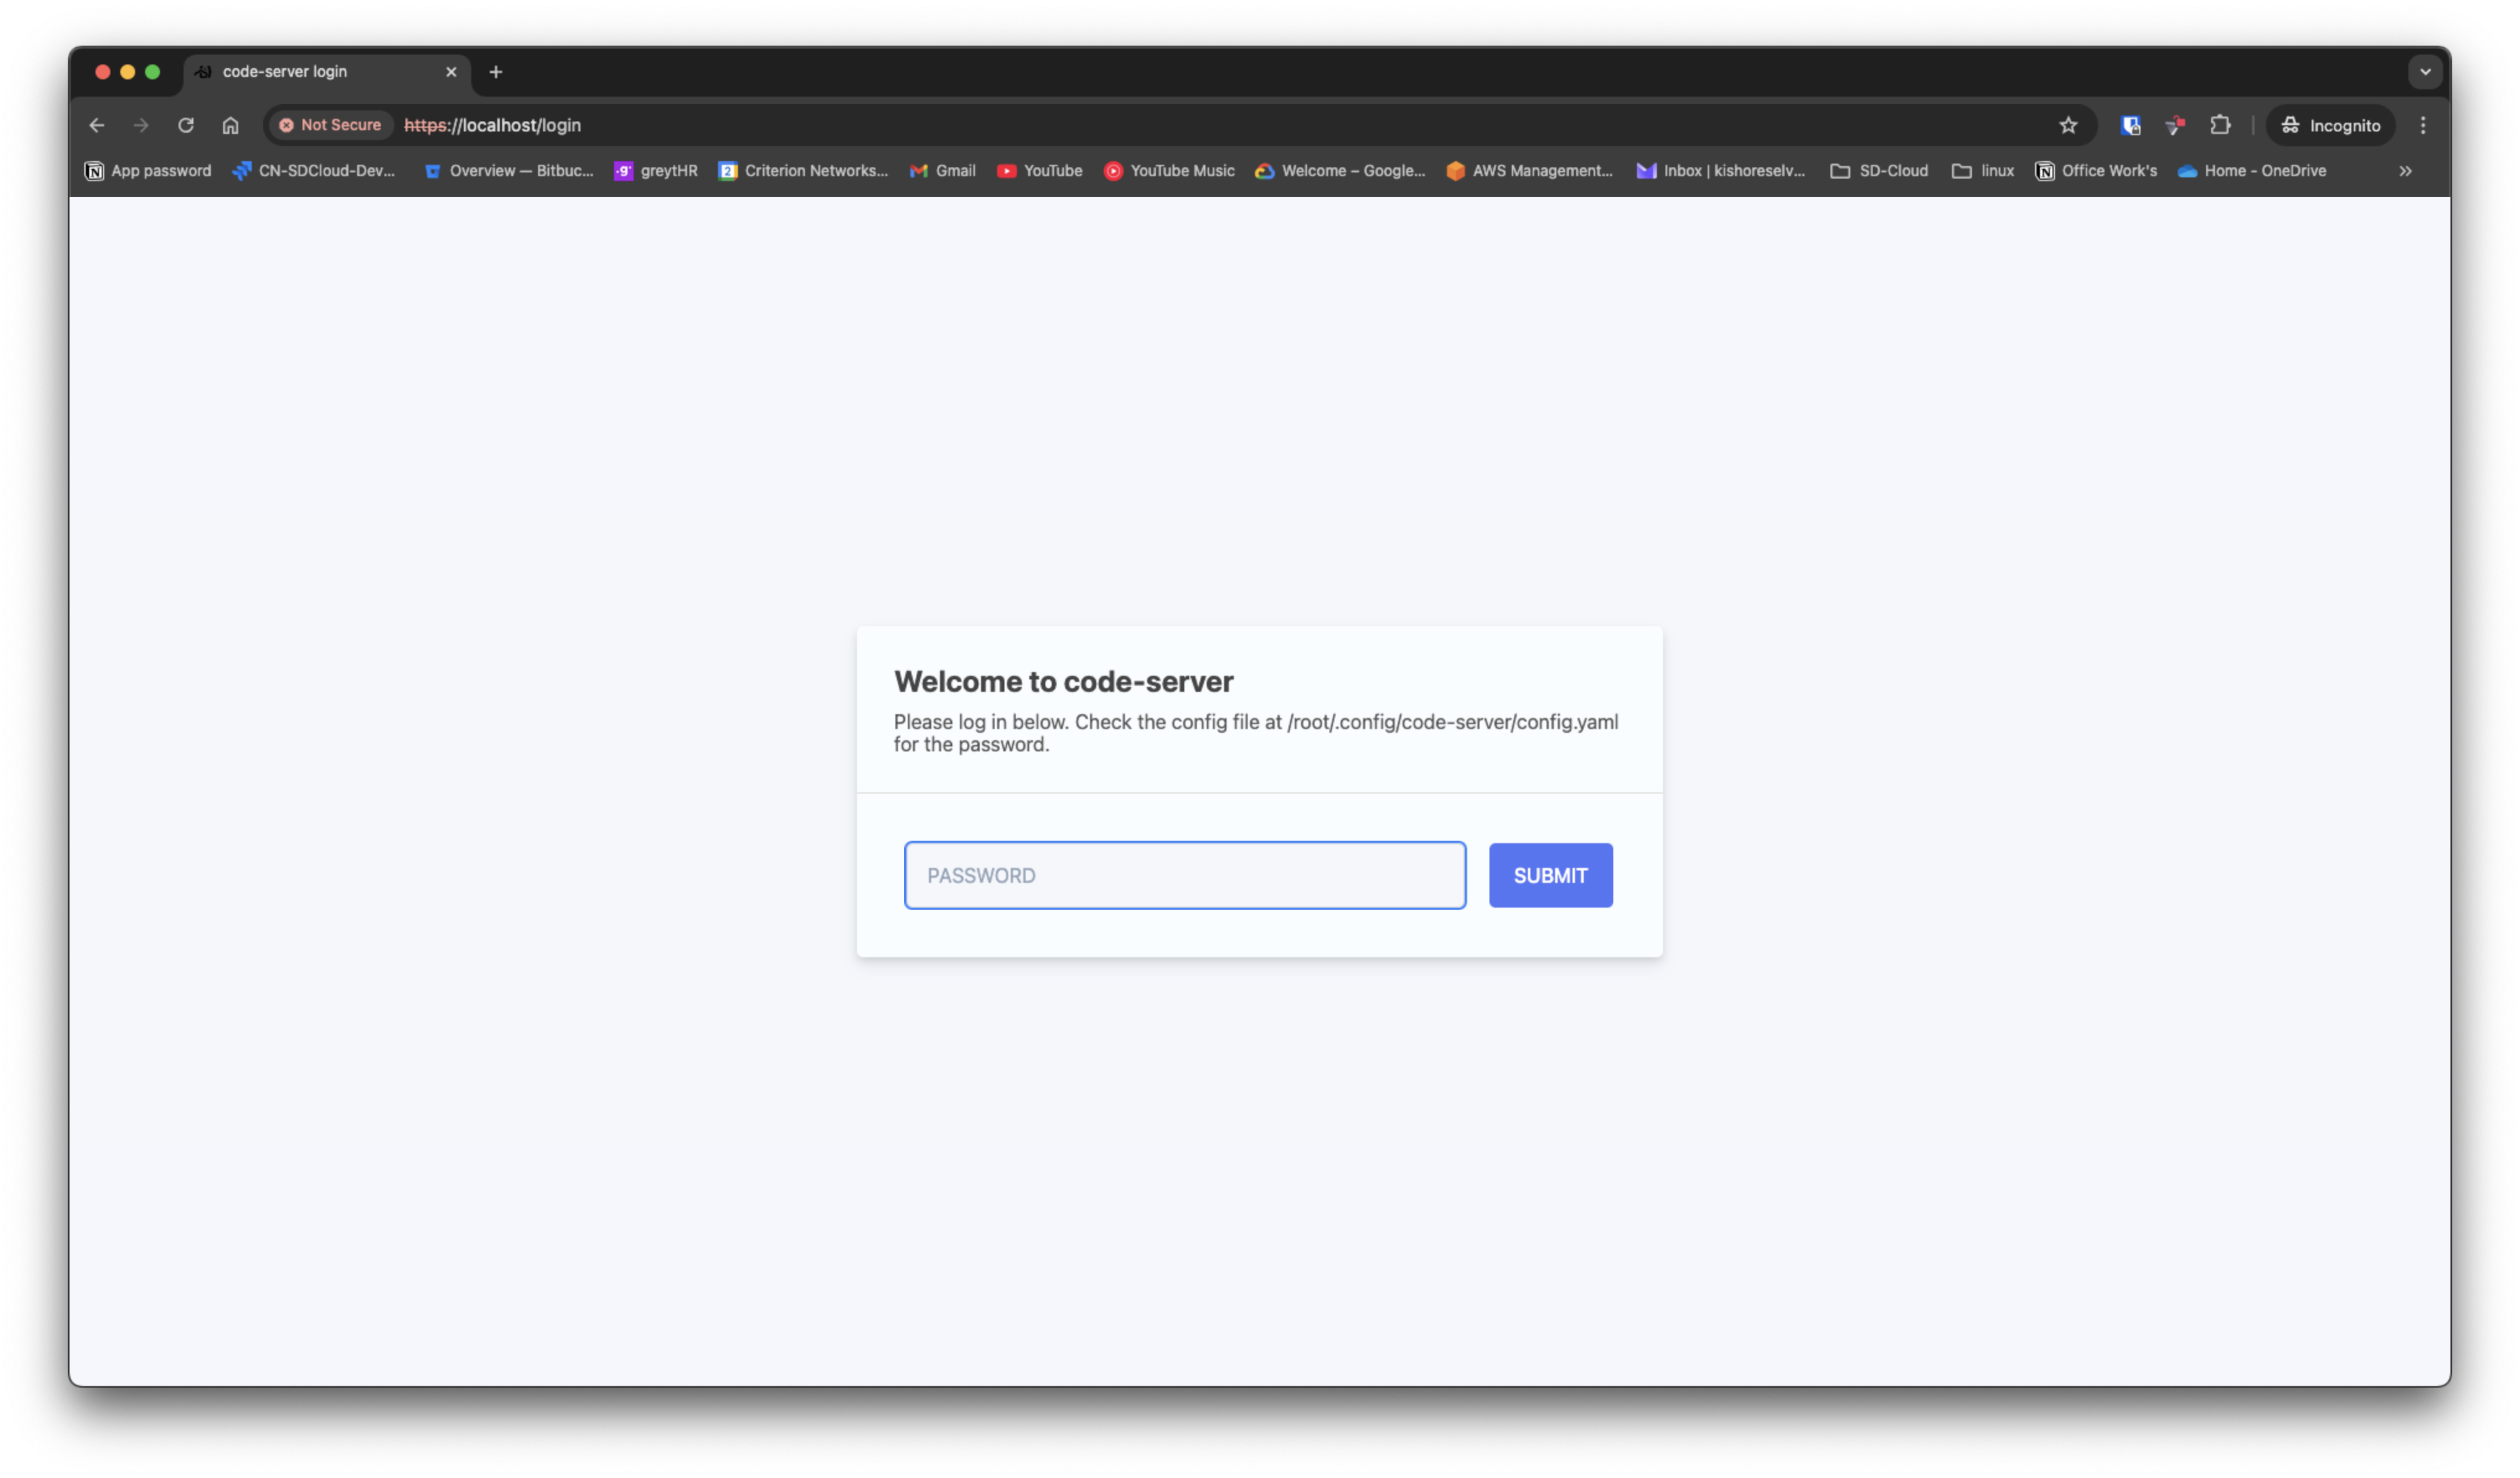 code-server login
Not Secure https://localhost/login Incognito
App password CN-SDCloud-Dev... Overview — Bitbuc... greytHR Criterion Networks... Gmail YouTube YouTube Music Welcome – Google... AWS Management... Inbox | kishoreselv... SD-Cloud linux Office Work's Home - OneDrive
Welcome to code-server
Please log in below. Check the config file at /root/.config/code-server/config.yaml
for the password.
PASSWORD SUBMIT